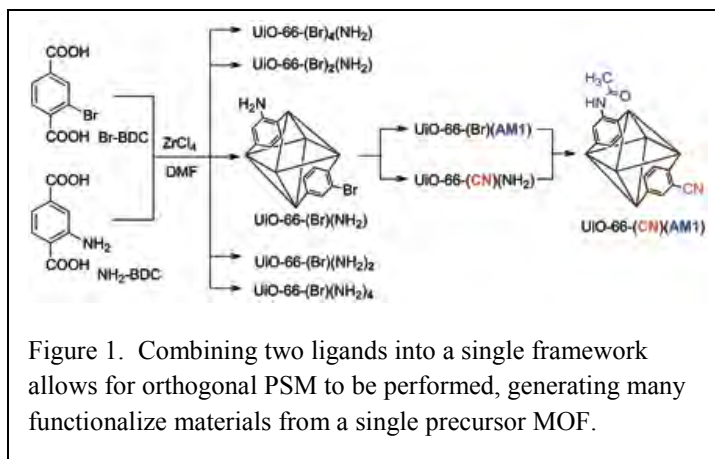 COOH
Br
COOH
Br-BDC
COOH
NH₂
COOH
NH₂-BDC
ZrCl₄
DMF
UiO-66-(Br)₄(NH₂)
UiO-66-(Br)₂(NH₂)
H₂N
Br
UiO-66-(Br)(NH₂)
UiO-66-(Br)(NH₂)₂
UiO-66-(Br)(NH₂)₄
UiO-66-(Br)(AM1)
UiO-66-(CN)(NH₂)
H₃C
O
HN
CN
UiO-66-(CN)(AM1)
Figure 1. Combining two ligands into a single framework
allows for orthogonal PSM to be performed, generating many
functionalize materials from a single precursor MOF.